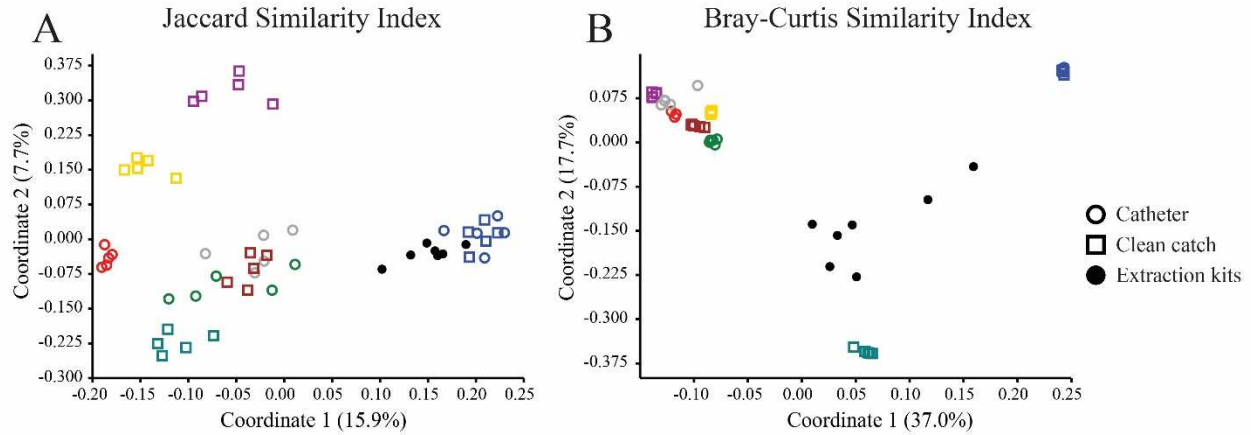 A
Jaccard Similarity Index
0.375
0.300
0.225
0.150
0.075
0.000
-0.075
-0.150
-0.225
-0.300
Coordinate 2 (7.7%)
-0.20 -0.15 -0.10 -0.05 0.00 0.05 0.10 0.15 0.20 0.25
Coordinate 1 (15.9%)
B
Bray-Curtis Similarity Index
0.075
0.000
-0.075
-0.150
-0.225
-0.300
-0.375
Coordinate 2 (17.7%)
-0.10 -0.05 0.00 0.05 0.10 0.15 0.20 0.25
Coordinate 1 (37.0%)
Catheter
Clean catch
Extraction kits